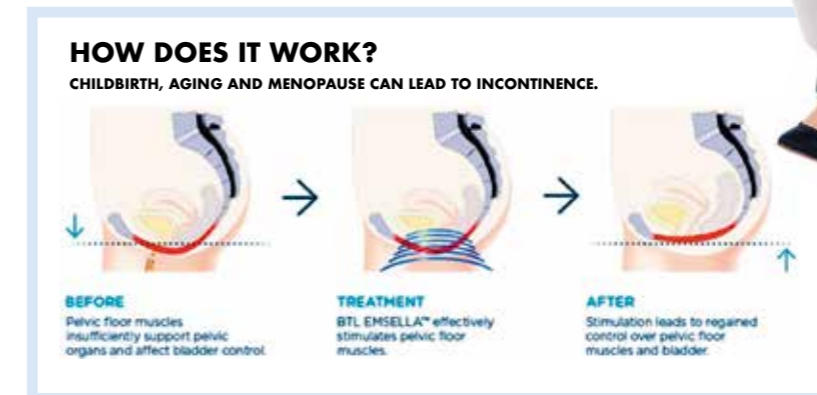 HOW DOES IT WORK?
CHILDBIRTH, AGING AND MENOPAUSE CAN LEAD TO INCONTINENCE.
BEFORE
Pelvic floor muscles
insufficiently support pelvic
organs and affect bladder control.
TREATMENT
BTL EMSELLA™ effectively
stimulates pelvic floor
muscles.
AFTER
Stimulation leads to regained
control over pelvic floor
muscles and bladder.